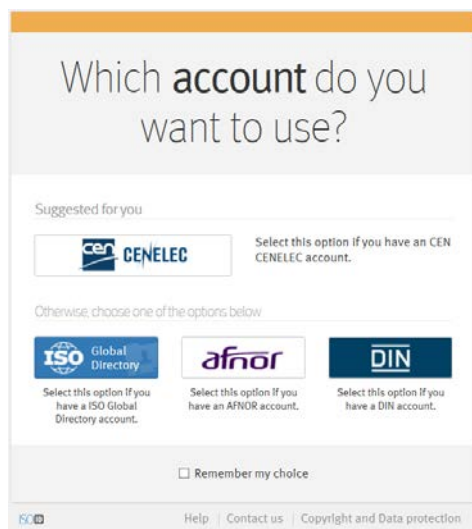 Which account do you
want to use?
Suggested for you
cen CENELEC
Select this option if you have an CEN
CENELEC account.
Otherwise, choose one of the options below
ISO Global
Directory
afnor
DIN
Select this option if you
have a ISO Global
Directory account.
Select this option if you
have an AFNOR account.
Select this option if you
have a DIN account.
Remember my choice
ISO
Help | Contact us | Copyright and Data protection